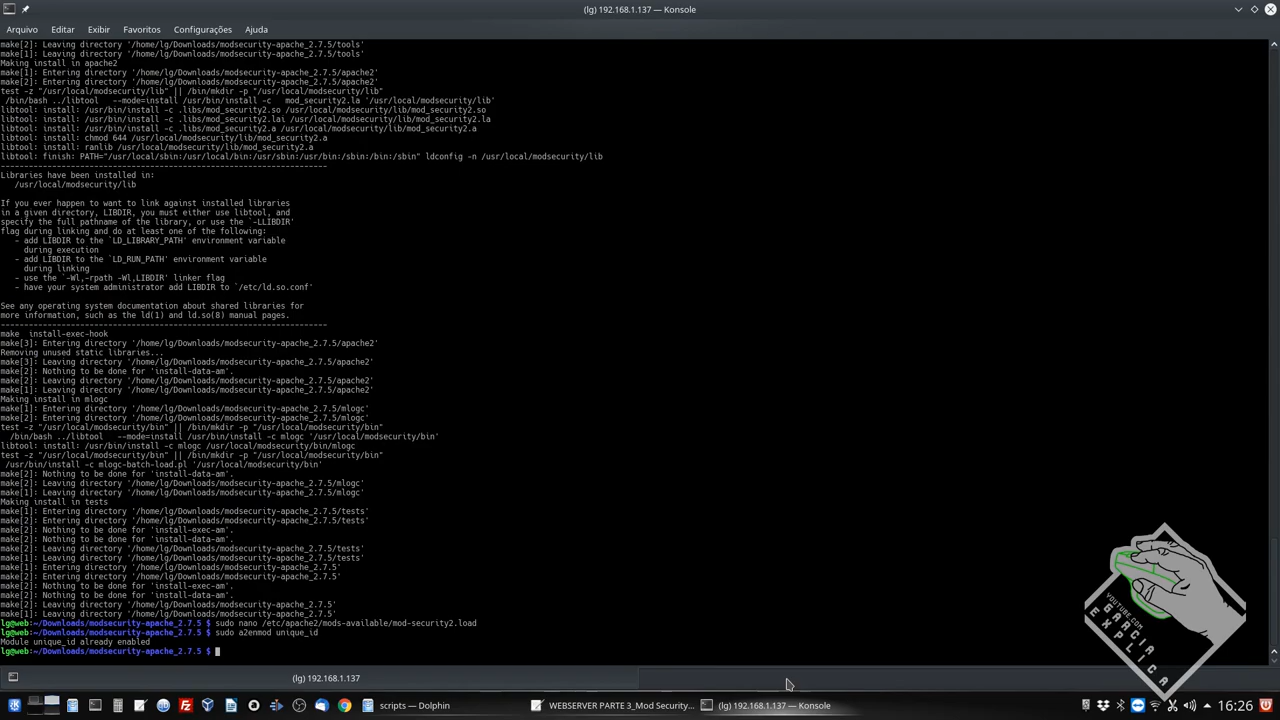 (lg) 192.168.1.137 — Konsole
Arquivo Editar Exibir Favoritos Configurações Ajuda
make[2]: Leaving directory '/home/lg/Downloads/modsecurity-apache_2.7.5/tools'
make[1]: Leaving directory '/home/lg/Downloads/modsecurity-apache_2.7.5/tools'
Making install in apache2
make[1]: Entering directory '/home/lg/Downloads/modsecurity-apache_2.7.5/apache2'
make[2]: Entering directory '/home/lg/Downloads/modsecurity-apache_2.7.5/apache2'
test -z "/usr/local/modsecurity/lib" || /bin/mkdir -p "/usr/local/modsecurity/lib"
/bin/bash ../libtool --mode=install /usr/bin/install -c mod_security2.la '/usr/local/modsecurity/lib'
libtool: install: /usr/bin/install -c .libs/mod_security2.so /usr/local/modsecurity/lib/mod_security2.so
libtool: install: /usr/bin/install -c .libs/mod_security2.lai /usr/local/modsecurity/lib/mod_security2.la
libtool: install: /usr/bin/install -c .libs/mod_security2.a /usr/local/modsecurity/lib/mod_security2.a
libtool: install: chmod 644 /usr/local/modsecurity/lib/mod_security2.a
libtool: install: ranlib /usr/local/modsecurity/lib/mod_security2.a
libtool: finish: PATH="/usr/local/sbin:/usr/local/bin:/usr/sbin:/usr/bin:/sbin:/bin:/sbin" ldconfig -n /usr/local/modsecurity/lib
----------------------------------------------------------------------
Libraries have been installed in:
/usr/local/modsecurity/lib
If you ever happen to want to link against installed libraries
in a given directory, LIBDIR, you must either use libtool, and
specify the full pathname of the library, or use the `-LLIBDIR'
flag during linking and do at least one of the following:
- add LIBDIR to the `LD_LIBRARY_PATH' environment variable
during execution
- add LIBDIR to the `LD_RUN_PATH' environment variable
during linking
- use the `-Wl,-rpath -Wl,LIBDIR' linker flag
- have your system administrator add LIBDIR to `/etc/ld.so.conf'
See any operating system documentation about shared libraries for
more information, such as the ld(1) and ld.so(8) manual pages.
----------------------------------------------------------------------
make install-exec-hook
make[3]: Entering directory '/home/lg/Downloads/modsecurity-apache_2.7.5/apache2'
Removing unused static libraries...
make[3]: Leaving directory '/home/lg/Downloads/modsecurity-apache_2.7.5/apache2'
make[2]: Nothing to be done for 'install-data-am'.
make[2]: Leaving directory '/home/lg/Downloads/modsecurity-apache_2.7.5/apache2'
make[1]: Leaving directory '/home/lg/Downloads/modsecurity-apache_2.7.5/apache2'
Making install in mlogc
make[1]: Entering directory '/home/lg/Downloads/modsecurity-apache_2.7.5/mlogc'
make[2]: Entering directory '/home/lg/Downloads/modsecurity-apache_2.7.5/mlogc'
test -z "/usr/local/modsecurity/bin" || /bin/mkdir -p "/usr/local/modsecurity/bin"
/bin/bash ../libtool --mode=install /usr/bin/install -c mlogc '/usr/local/modsecurity/bin'
libtool: install: /usr/bin/install -c mlogc /usr/local/modsecurity/bin/mlogc
test -z "/usr/local/modsecurity/bin" || /bin/mkdir -p "/usr/local/modsecurity/bin"
/usr/bin/install -c mlogc-batch-load.pl '/usr/local/modsecurity/bin'
make[2]: Nothing to be done for 'install-data-am'.
make[2]: Leaving directory '/home/lg/Downloads/modsecurity-apache_2.7.5/mlogc'
make[1]: Leaving directory '/home/lg/Downloads/modsecurity-apache_2.7.5/mlogc'
Making install in tests
make[1]: Entering directory '/home/lg/Downloads/modsecurity-apache_2.7.5/tests'
make[2]: Entering directory '/home/lg/Downloads/modsecurity-apache_2.7.5/tests'
make[2]: Nothing to be done for 'install-exec-am'.
make[2]: Nothing to be done for 'install-data-am'.
make[2]: Leaving directory '/home/lg/Downloads/modsecurity-apache_2.7.5/tests'
make[1]: Leaving directory '/home/lg/Downloads/modsecurity-apache_2.7.5/tests'
make[1]: Entering directory '/home/lg/Downloads/modsecurity-apache_2.7.5'
make[2]: Entering directory '/home/lg/Downloads/modsecurity-apache_2.7.5'
make[2]: Nothing to be done for 'install-exec-am'.
make[2]: Nothing to be done for 'install-data-am'.
make[2]: Leaving directory '/home/lg/Downloads/modsecurity-apache_2.7.5'
make[1]: Leaving directory '/home/lg/Downloads/modsecurity-apache_2.7.5'
lg@web:~/Downloads/modsecurity-apache_2.7.5 $ sudo nano /etc/apache2/mods-available/mod-security2.load
lg@web:~/Downloads/modsecurity-apache_2.7.5 $ sudo a2enmod unique_id
Module unique_id already enabled
lg@web:~/Downloads/modsecurity-apache_2.7.5 $
YOUTUBE.COM
GARCIA
EXPLICA
(lg) 192.168.1.137
scripts — Dolphin
WEBSERVER PARTE 3_Mod Security...
(lg) 192.168.1.137 — Konsole
16:26